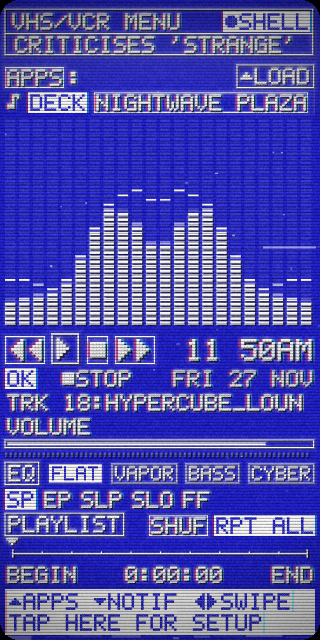 VHS/VCR MENU ●SHELL
CRITICISES 'STRANGE'
APPS: ▲LOAD
♪ DECK NIGHTWAVE PLAZA
11 50AM
OK ■STOP FRI 27 NOV
TRK 18:HYPERCUBE_LOUN
VOLUME
EQ FLAT VAPOR BASS CYBER
SP EP SLP SLO FF
PLAYLIST SHUF RPT ALL
BEGIN 0:00:00 END
▲APPS ▼NOTIF ◀▶SWIPE
TAP HERE FOR SETUP